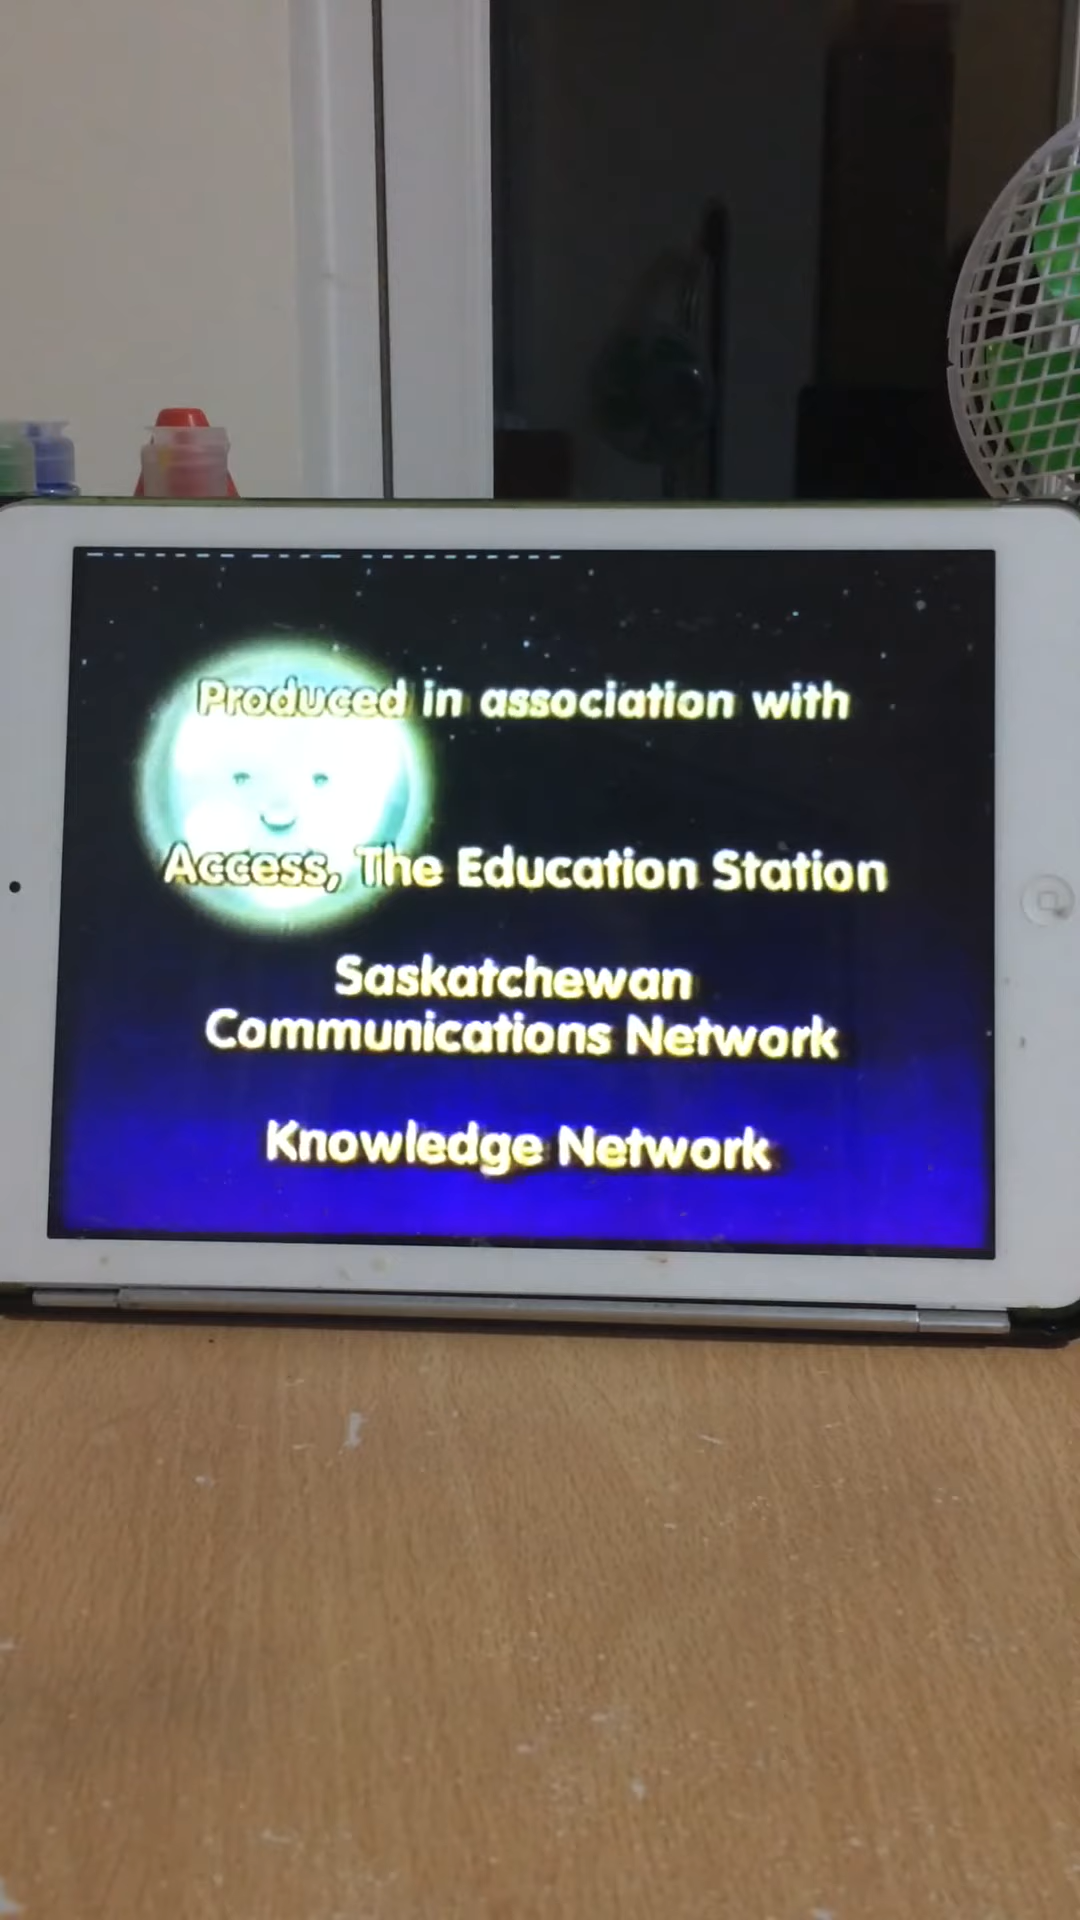 Produced in association with
Access, The Education Station
Saskatchewan
Communications Network
Knowledge Network